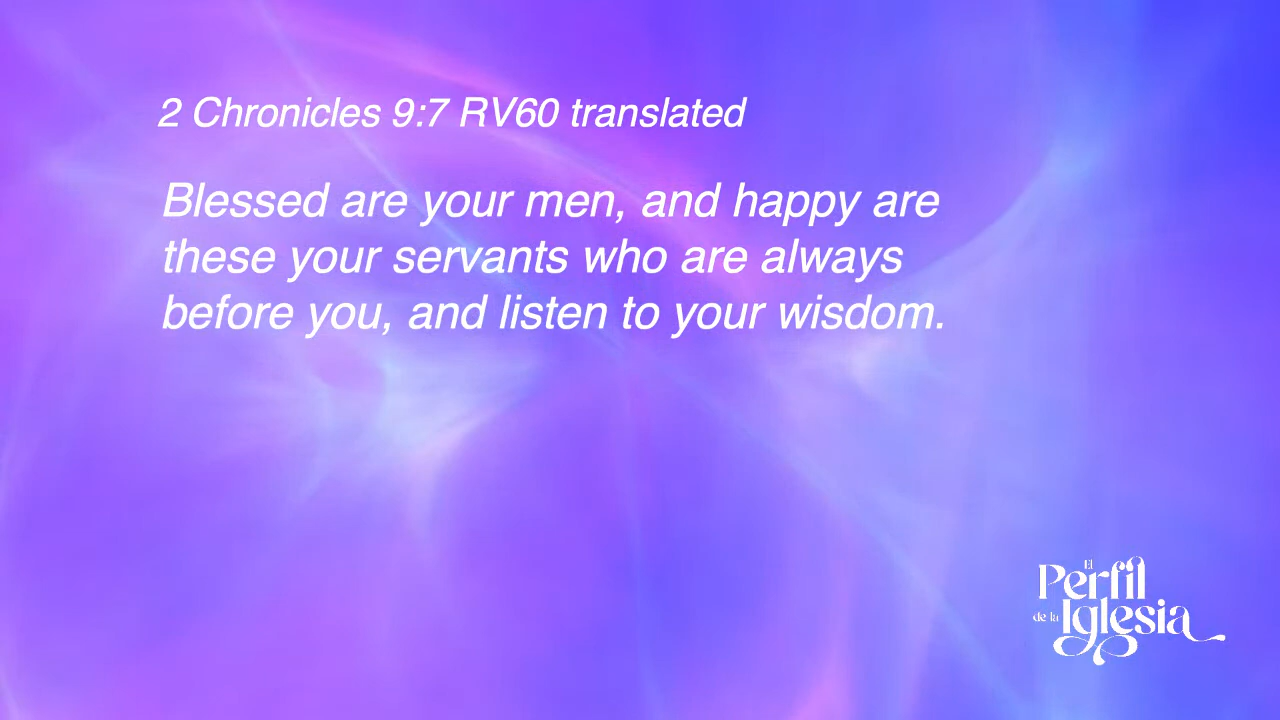 2 Chronicles 9:7 RV60 translated
Blessed are your men, and happy are
these your servants who are always
before you, and listen to your wisdom.
El
Perfil
de la Iglesia